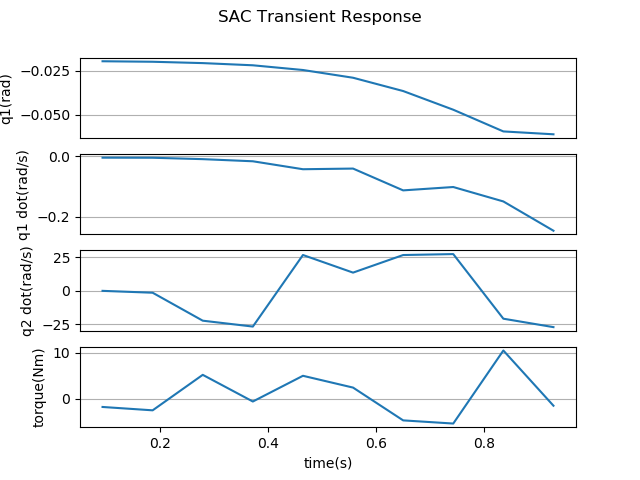 SAC Transient Response
q1(rad)
−0.025
−0.050
q1 dot(rad/s)
0.0
−0.2
q2 dot(rad/s)
25
0
−25
torque(Nm)
10
0
0.2 0.4 0.6 0.8
time(s)